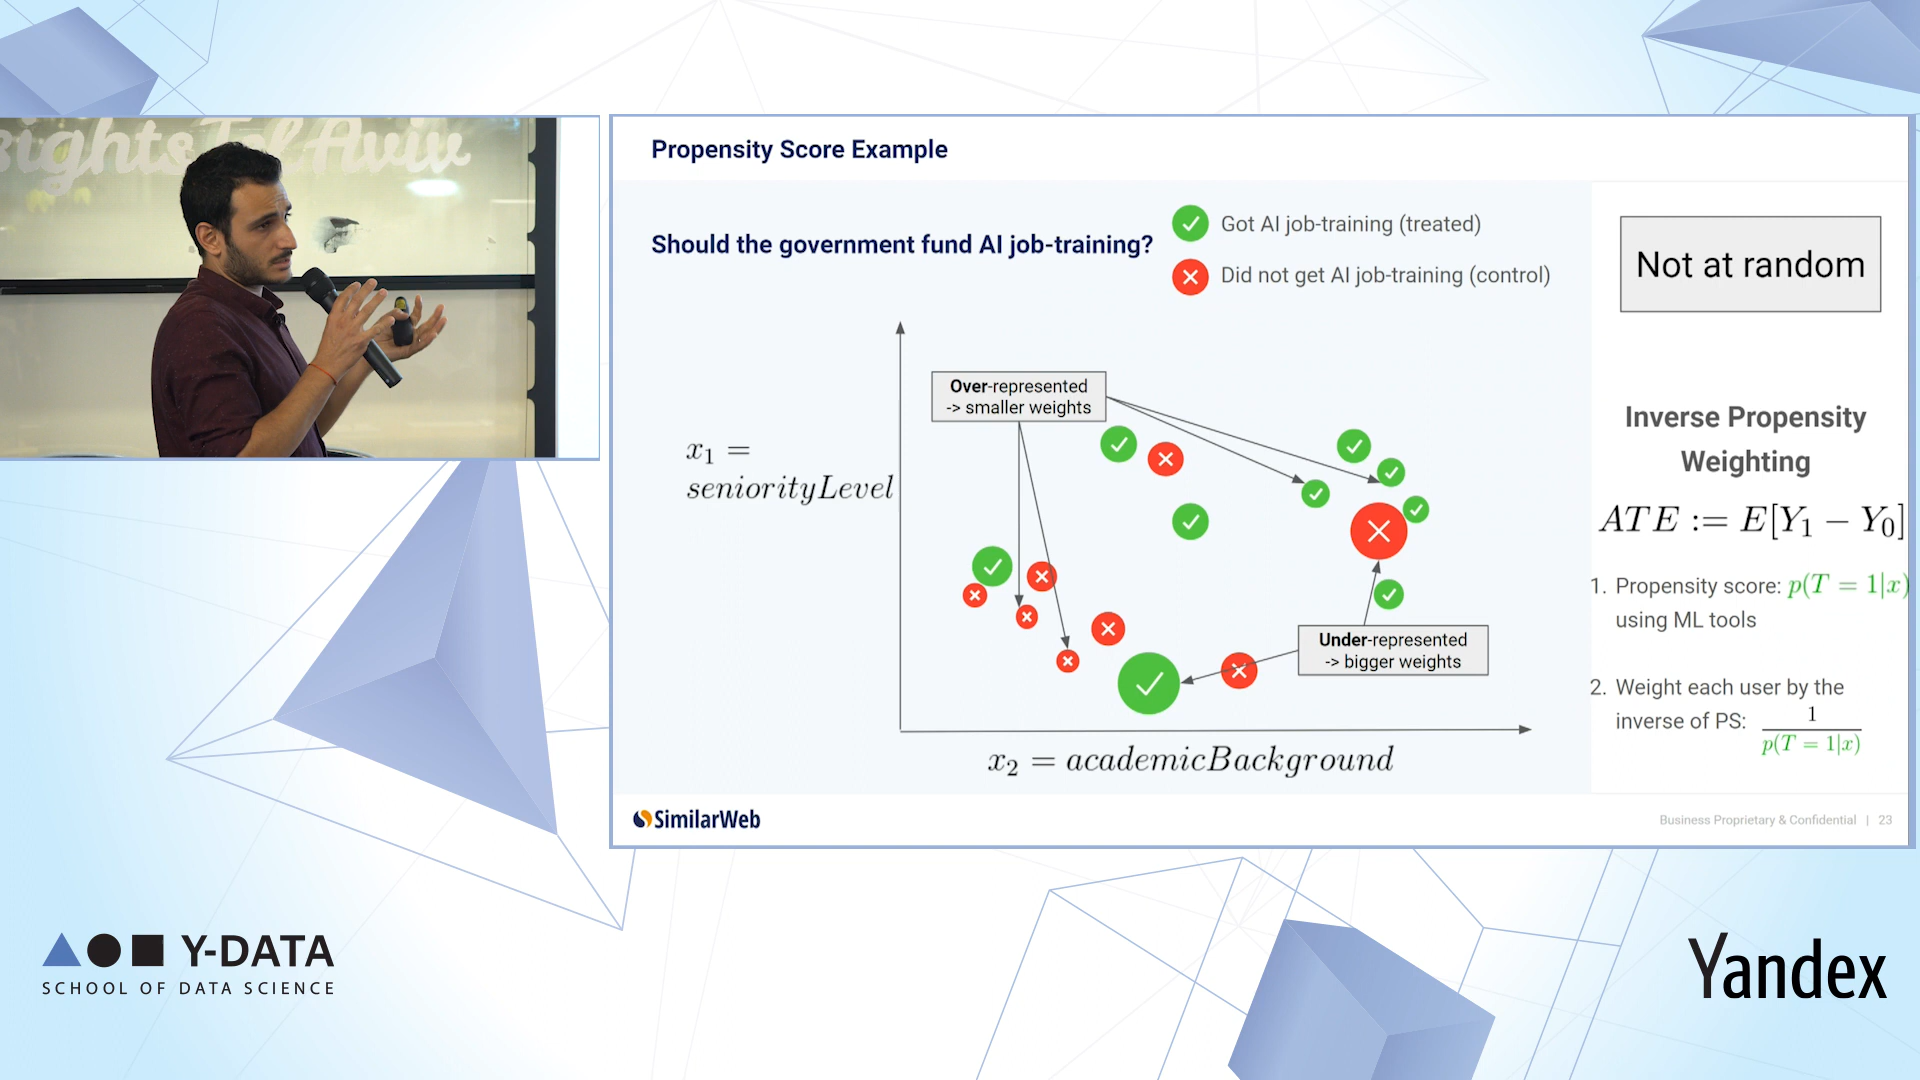 sightsTelAviv
Propensity Score Example
Should the government fund AI job-training?
Got AI job-training (treated)
Did not get AI job-training (control)
Not at random
Over-represented
-> smaller weights
x₁ =
seniorityLevel
Under-represented
-> bigger weights
x₂ = academicBackground
Inverse Propensity
Weighting
ATE := E[Y₁ − Y₀]
1. Propensity score: p(T = 1|x)
using ML tools
2. Weight each user by the
inverse of PS: 1 / p(T = 1|x)
SimilarWeb
Business Proprietary & Confidential | 23
Y-DATA
SCHOOL OF DATA SCIENCE
Yandex